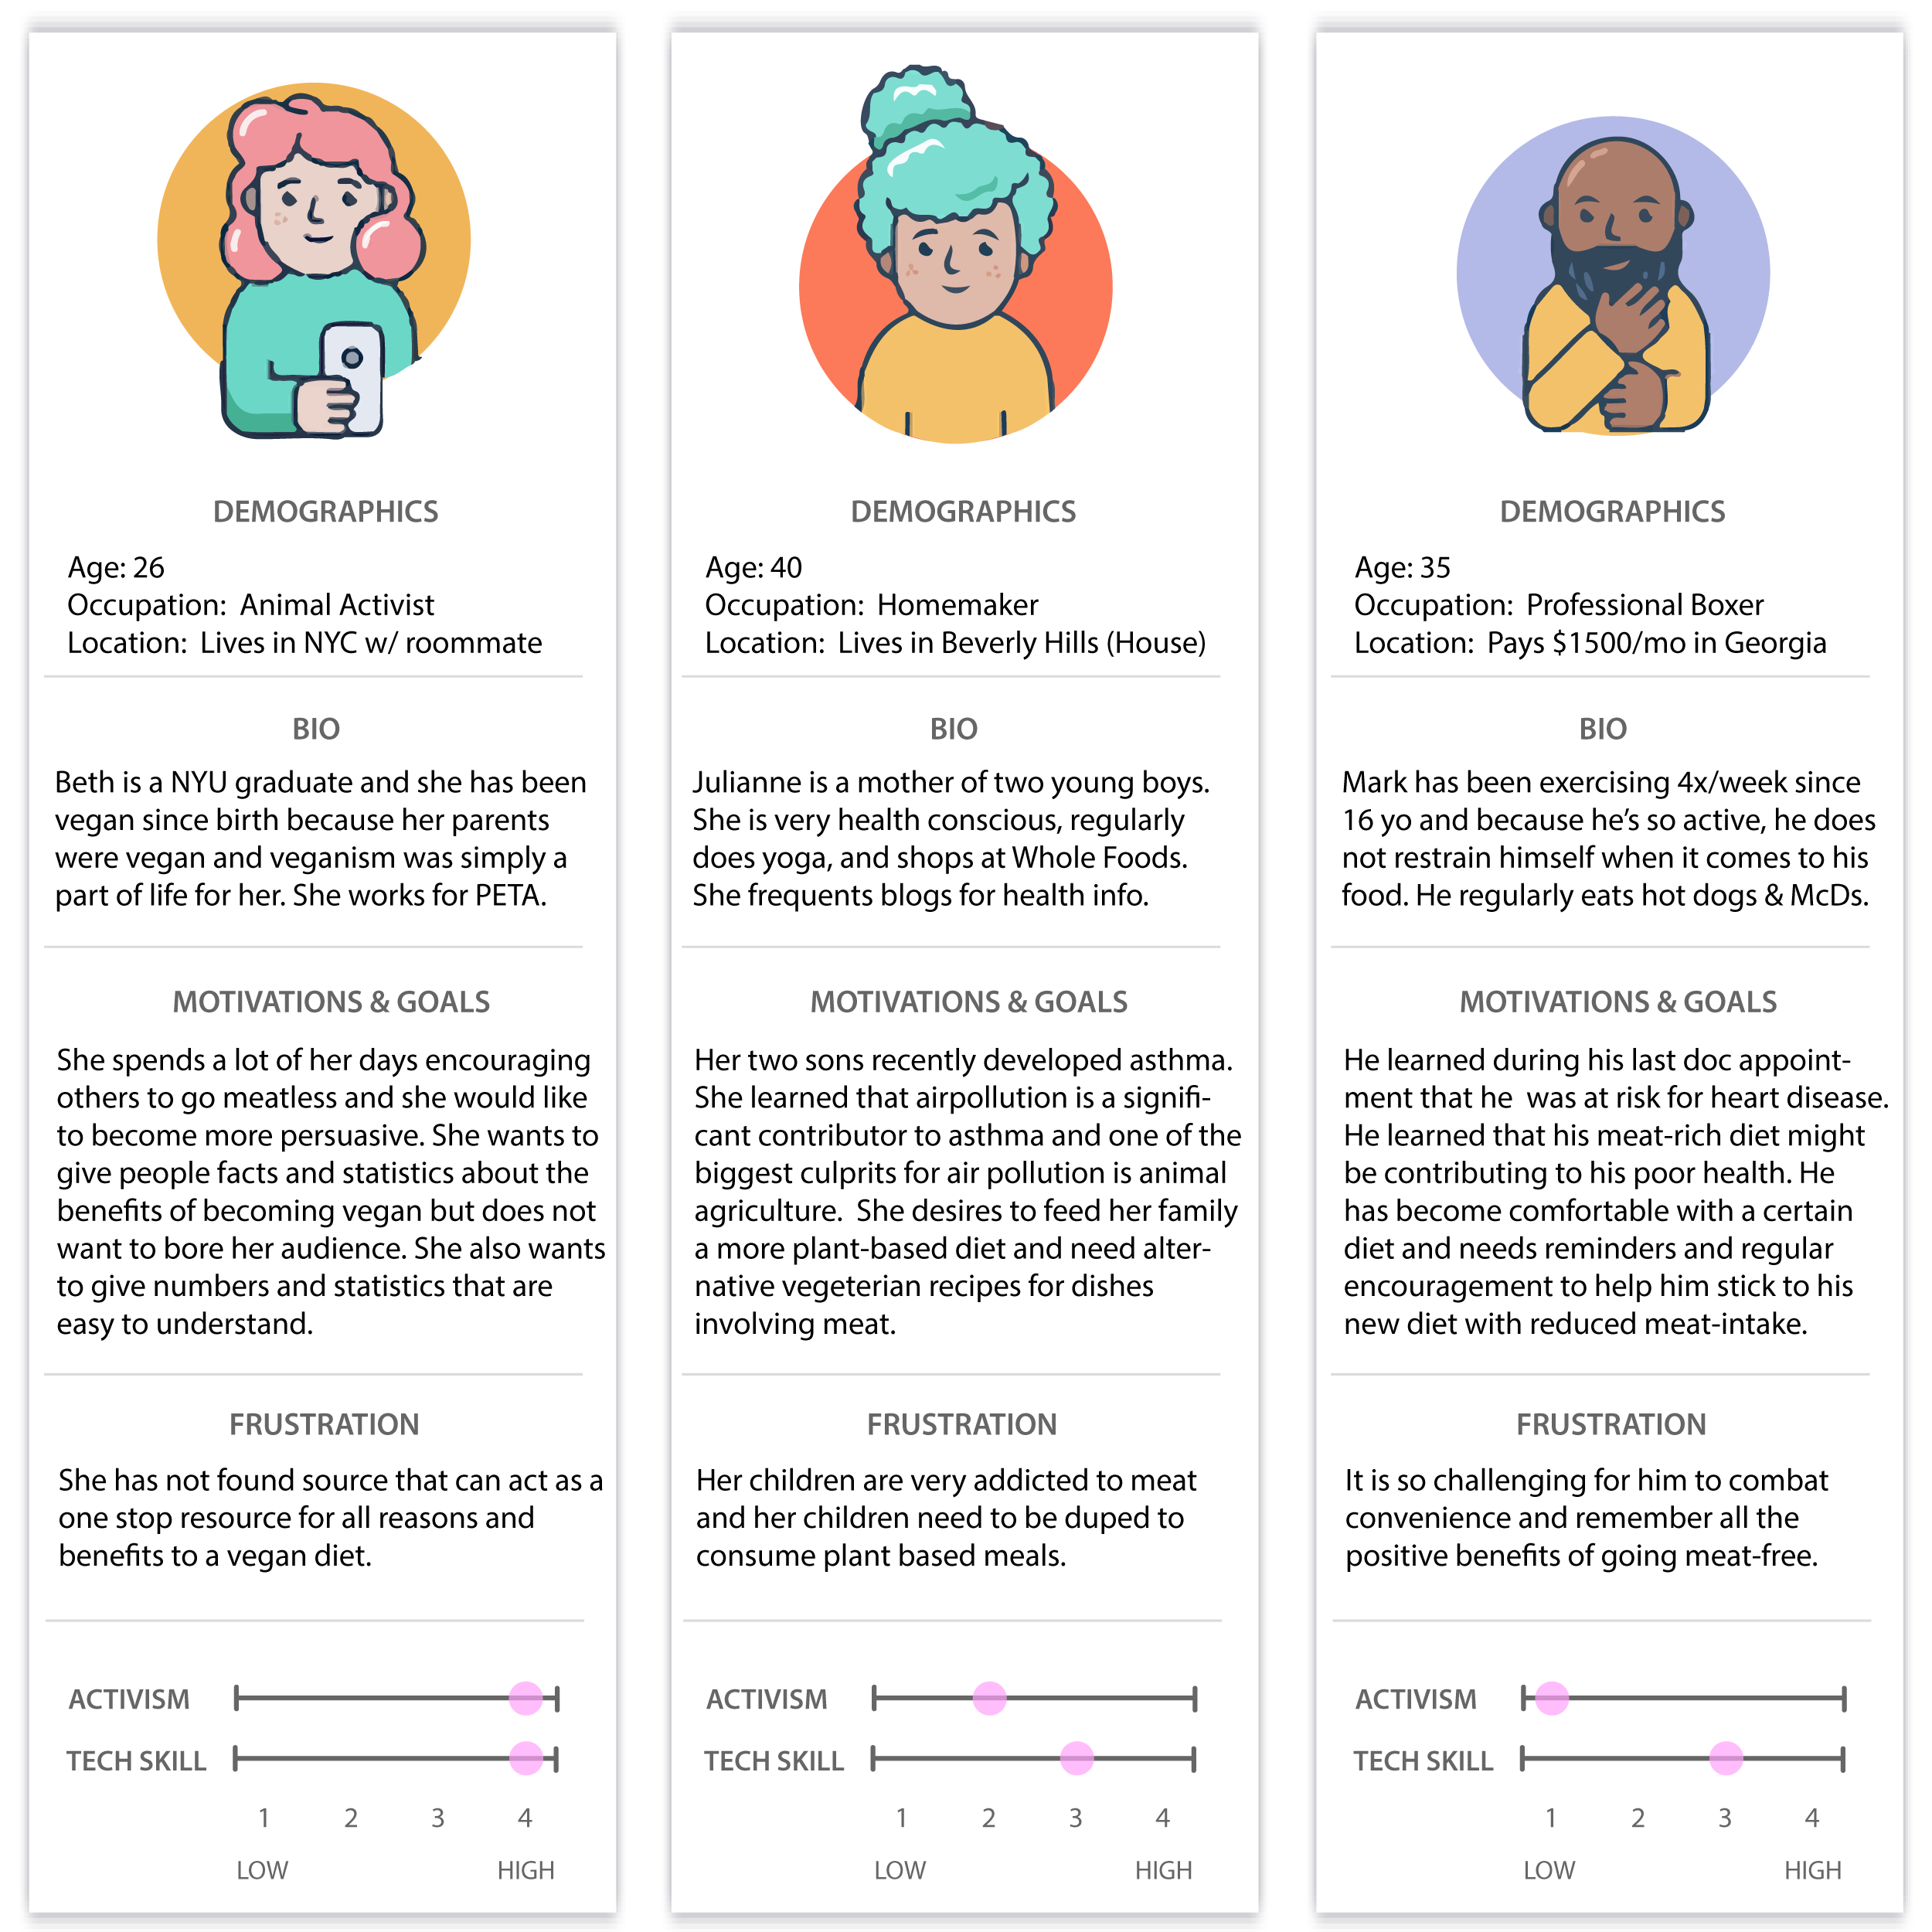 DEMOGRAPHICS
Age: 26
Occupation:  Animal Activist
Location:  Lives in NYC w/ roommate
BIO
Beth is a NYU graduate and she has been
vegan since birth because her parents
were vegan and veganism was simply a
part of life for her. She works for PETA.
MOTIVATIONS & GOALS
She spends a lot of her days encouraging
others to go meatless and she would like
to become more persuasive. She wants to
give people facts and statistics about the
benefits of becoming vegan but does not
want to bore her audience. She also wants
to give numbers and statistics that are
easy to understand.
FRUSTRATION
She has not found source that can act as a
one stop resource for all reasons and
benefits to a vegan diet.
ACTIVISM
TECH SKILL
1 2 3 4
LOW HIGH
DEMOGRAPHICS
Age: 40
Occupation:  Homemaker
Location:  Lives in Beverly Hills (House)
BIO
Julianne is a mother of two young boys.
She is very health conscious, regularly
does yoga, and shops at Whole Foods.
She frequents blogs for health info.
MOTIVATIONS & GOALS
Her two sons recently developed asthma.
She learned that airpollution is a signifi-
cant contributor to asthma and one of the
biggest culprits for air pollution is animal
agriculture.  She desires to feed her family
a more plant-based diet and need alter-
native vegeterian recipes for dishes
involving meat.
FRUSTRATION
Her children are very addicted to meat
and her children need to be duped to
consume plant based meals.
ACTIVISM
TECH SKILL
1 2 3 4
LOW HIGH
DEMOGRAPHICS
Age: 35
Occupation:  Professional Boxer
Location:  Pays $1500/mo in Georgia
BIO
Mark has been exercising 4x/week since
16 yo and because he's so active, he does
not restrain himself when it comes to his
food. He regularly eats hot dogs & McDs.
MOTIVATIONS & GOALS
He learned during his last doc appoint-
ment that he  was at risk for heart disease.
He learned that his meat-rich diet might
be contributing to his poor health. He
has become comfortable with a certain
diet and needs reminders and regular
encouragement to help him stick to his
new diet with reduced meat-intake.
FRUSTRATION
It is so challenging for him to combat
convenience and remember all the
positive benefits of going meat-free.
ACTIVISM
TECH SKILL
1 2 3 4
LOW HIGH